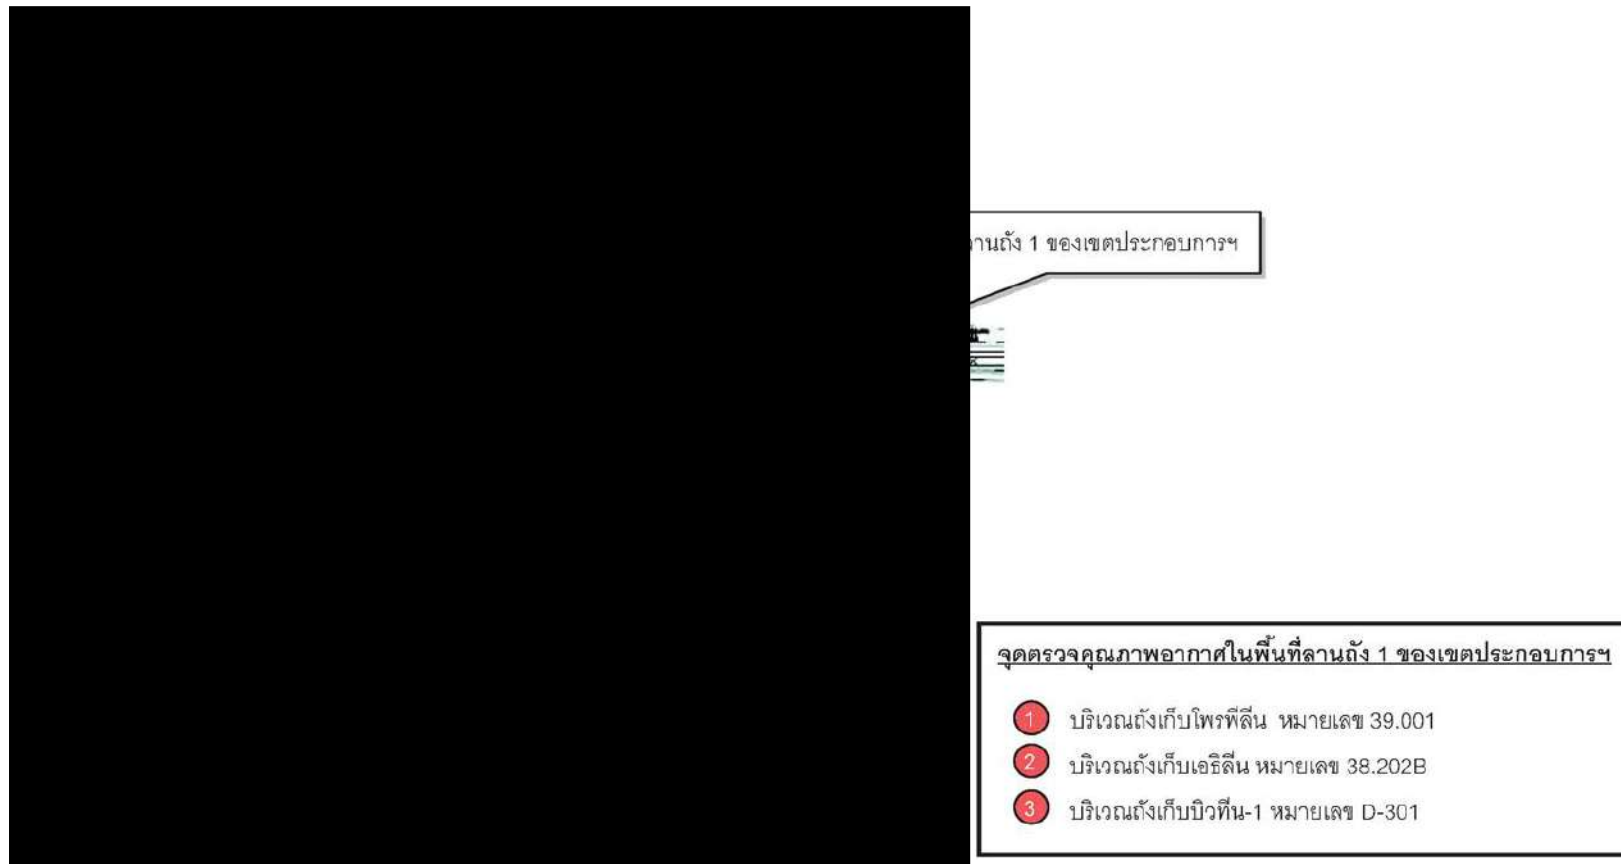 ลานถัง 1 ของเขตประกอบการฯ
จุดตรวจคุณภาพอากาศในพื้นที่ลานถัง 1 ของเขตประกอบการฯ
1 บริเวณถังเก็บโพรพีลีน หมายเลข 39.001
2 บริเวณถังเก็บเอธิลีน หมายเลข 38.202B
3 บริเวณถังเก็บบิวทีน-1 หมายเลข D-301